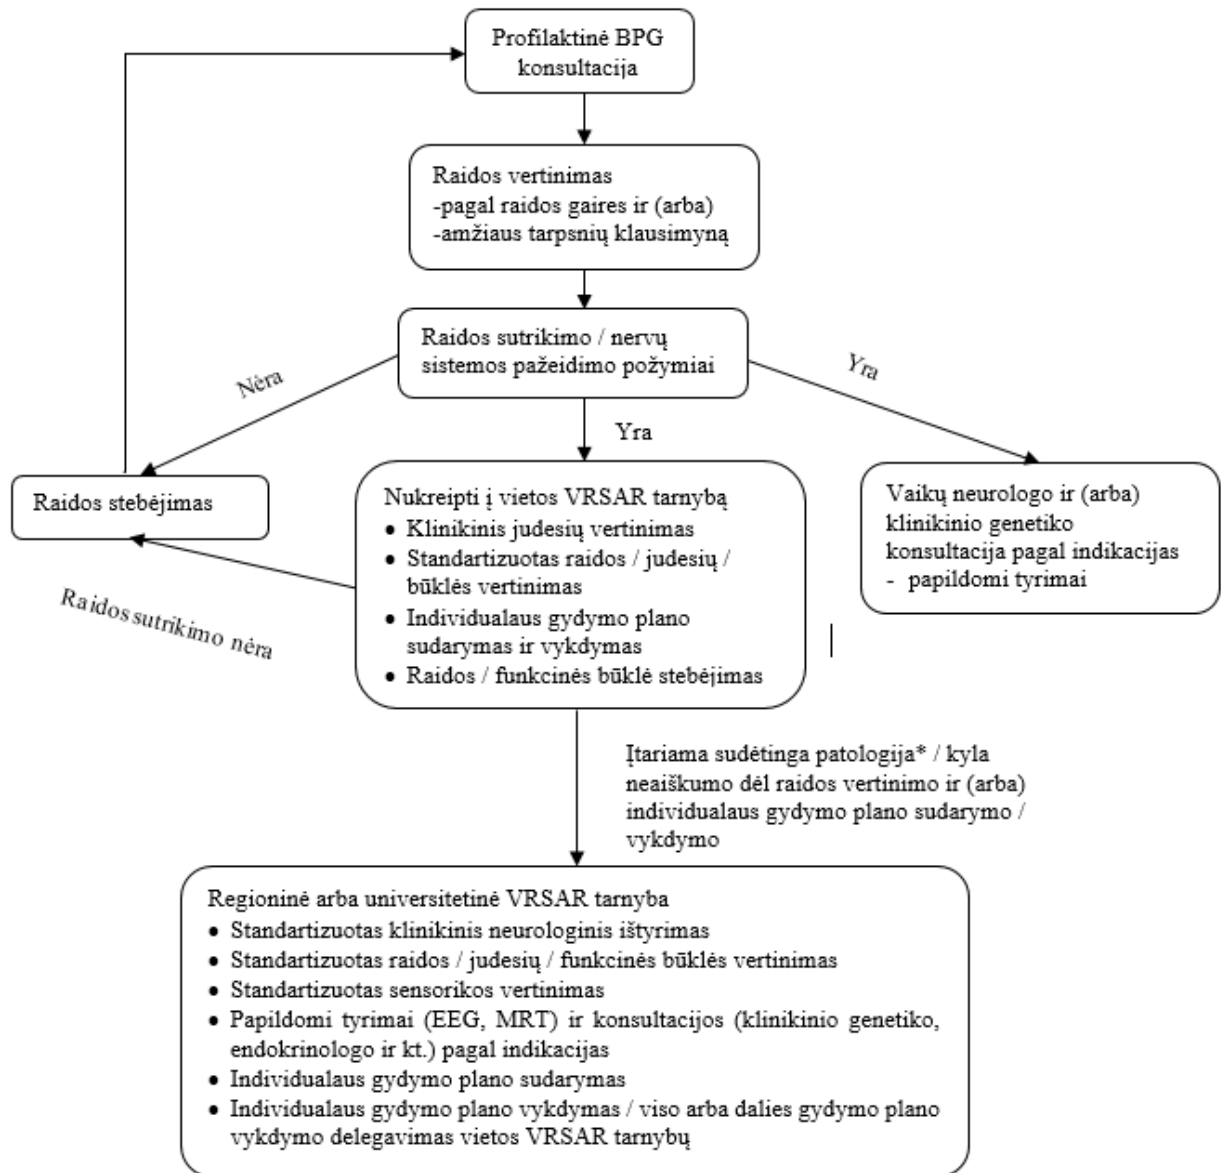 Profilaktinė BPG
konsultacija
Raidos vertinimas
-pagal raidos gaires ir (arba)
-amžiaus tarpsnių klausimyną
Raidos sutrikimo / nervų
sistemos pažeidimo požymiai
Nėra
Yra
Yra
Raidos stebėjimas
Nukreipti į vietos VRSAR tarnybą
• Klinikinis judesių vertinimas
• Standartizuotas raidos / judesių /
būklės vertinimas
• Individualaus gydymo plano
sudarymas ir vykdymas
• Raidos / funkcinės būklė stebėjimas
Vaikų neurologo ir (arba)
klinikinio genetiko
konsultacija pagal indikacijas
- papildomi tyrimai
Raidos sutrikimo nėra
Įtariama sudėtinga patologija* / kyla
neaiškumo dėl raidos vertinimo ir (arba)
individualaus gydymo plano sudarymo /
vykdymo
Regioninė arba universitetinė VRSAR tarnyba
• Standartizuotas klinikinis neurologinis ištyrimas
• Standartizuotas raidos / judesių / funkcinės būklės vertinimas
• Standartizuotas sensorikos vertinimas
• Papildomi tyrimai (EEG, MRT) ir konsultacijos (klinikinio genetiko,
endokrinologo ir kt.) pagal indikacijas
• Individualaus gydymo plano sudarymas
• Individualaus gydymo plano vykdymas / viso arba dalies gydymo plano
vykdymo delegavimas vietos VRSAR tarnybų